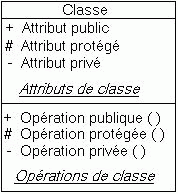 Classe
+ Attribut public
# Attribut protégé
- Attribut privé
Attributs de classe
+ Opération publique ( )
# Opération protégée ( )
- Opération privée ( )
Opérations de classe